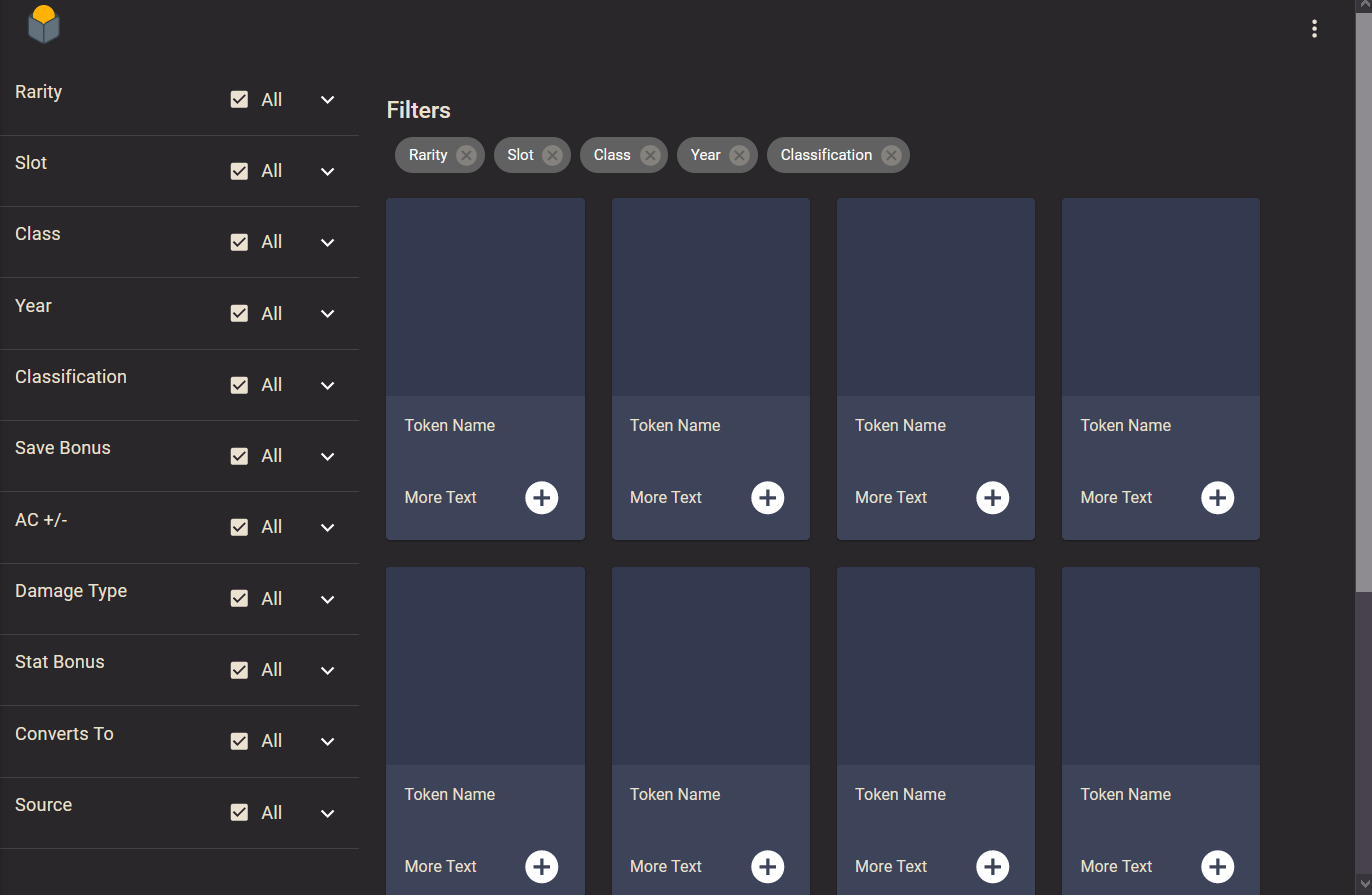 Rarity
All
Slot
All
Class
All
Year
All
Classification
All
Save Bonus
All
AC +/-
All
Damage Type
All
Stat Bonus
All
Converts To
All
Source
All
Filters
Rarity Slot Class Year Classification
Token Name Token Name Token Name Token Name
More Text More Text More Text More Text
Token Name Token Name Token Name Token Name
More Text More Text More Text More Text